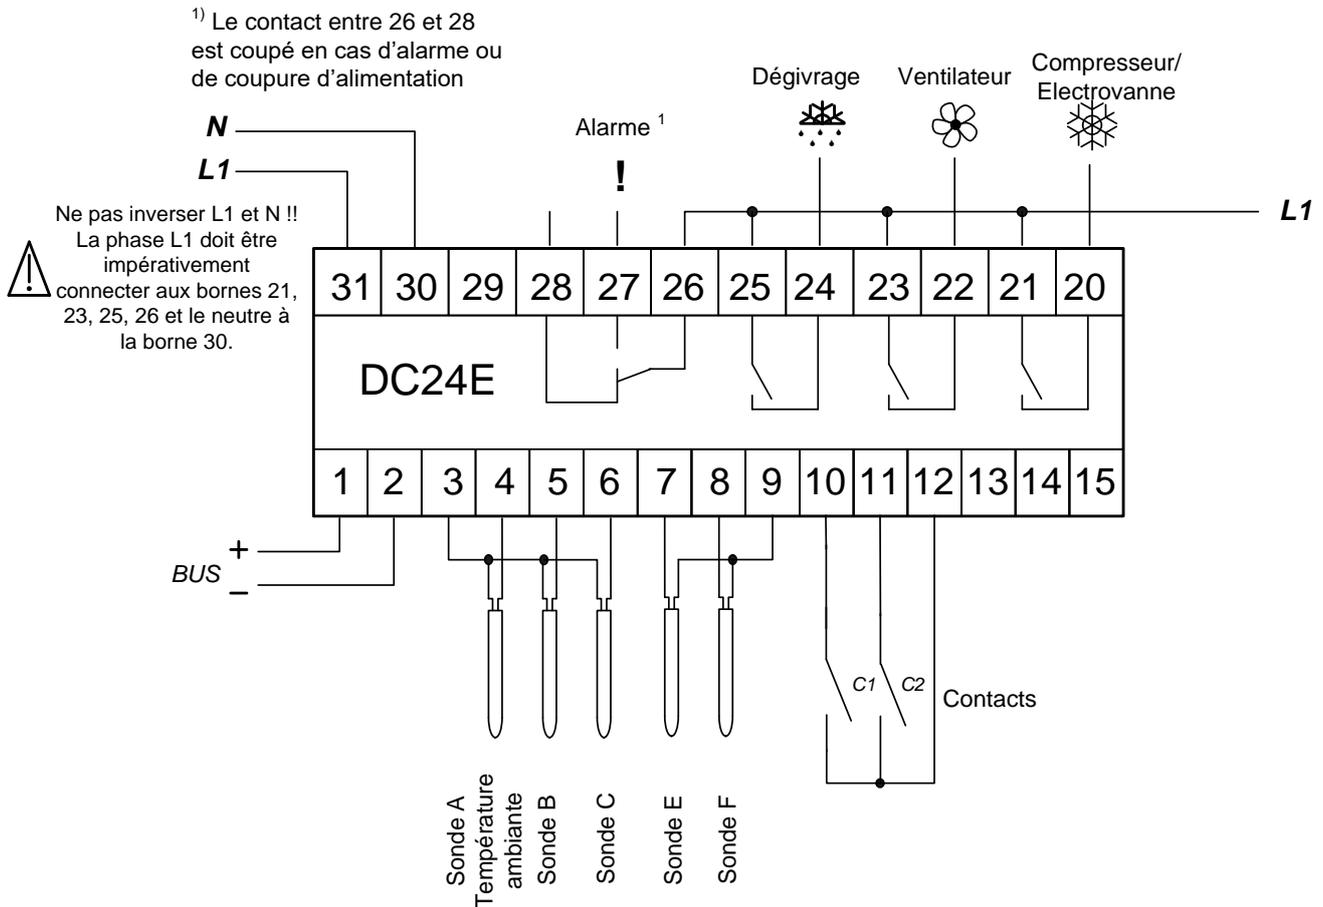 1) Le contact entre 26 et 28
est coupé en cas d'alarme ou
de coupure d'alimentation
Dégivrage
Ventilateur
Compresseur/
Electrovanne
N
Alarme 1
!
L1
L1
Ne pas inverser L1 et N !!
La phase L1 doit être
impérativement
connecter aux bornes 21,
23, 25, 26 et le neutre à
la borne 30.
!
31 30 29 28 27 26 25 24 23 22 21 20
DC24E
1 2 3 4 5 6 7 8 9 10 11 12 13 14 15
+
BUS
–
C1
C2
Contacts
Sonde A
Température
ambiante
Sonde B
Sonde C
Sonde E
Sonde F